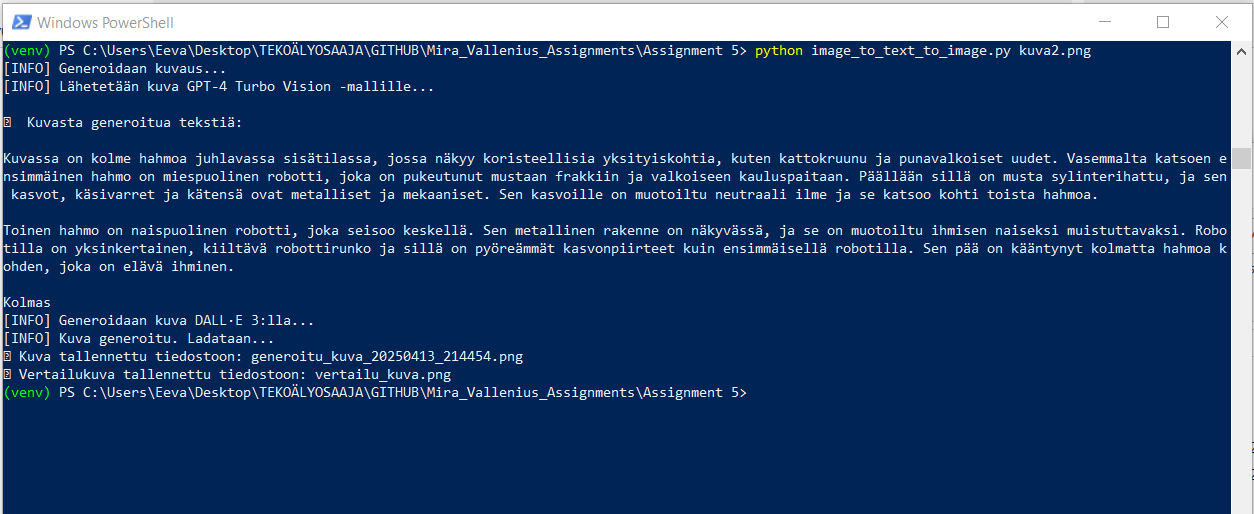 Windows PowerShell
(venv) PS C:\Users\Eeva\Desktop\TEKOÄLYOSAAJA\GITHUB\Mira_Vallenius_Assignments\Assignment 5> python image_to_text_to_image.py kuva2.png
[INFO] Generoidaan kuvaus...
[INFO] Lähetetään kuva GPT-4 Turbo Vision -mallille...
Kuvasta generoitua tekstiä:
Kuvassa on kolme hahmoa juhlavassa sisätilassa, jossa näkyy koristeellisia yksityiskohtia, kuten kattokruunu ja punavalkoiset uudet. Vasemmalta katsoen e
nsimmäinen hahmo on miespuolinen robotti, joka on pukeutunut mustaan frakkiin ja valkoiseen kauluspaitaan. Päällään sillä on musta sylinterihattu, ja sen
kasvot, käsivarret ja kätensä ovat metalliset ja mekaaniset. Sen kasvoille on muotoiltu neutraali ilme ja se katsoo kohti toista hahmoa.
Toinen hahmo on naispuolinen robotti, joka seisoo keskellä. Sen metallinen rakenne on näkyvässä, ja se on muotoiltu ihmisen naiseksi muistuttavaksi. Robo
tilla on yksinkertainen, kiiltävä robottirunko ja sillä on pyöreämmät kasvonpiirteet kuin ensimmäisellä robotilla. Sen pää on kääntynyt kolmatta hahmoa k
ohden, joka on elävä ihminen.
Kolmas
[INFO] Generoidaan kuva DALL·E 3:lla...
[INFO] Kuva generoitu. Ladataan...
Kuva tallennettu tiedostoon: generoitu_kuva_20250413_214454.png
Vertailukuva tallennettu tiedostoon: vertailu_kuva.png
(venv) PS C:\Users\Eeva\Desktop\TEKOÄLYOSAAJA\GITHUB\Mira_Vallenius_Assignments\Assignment 5>